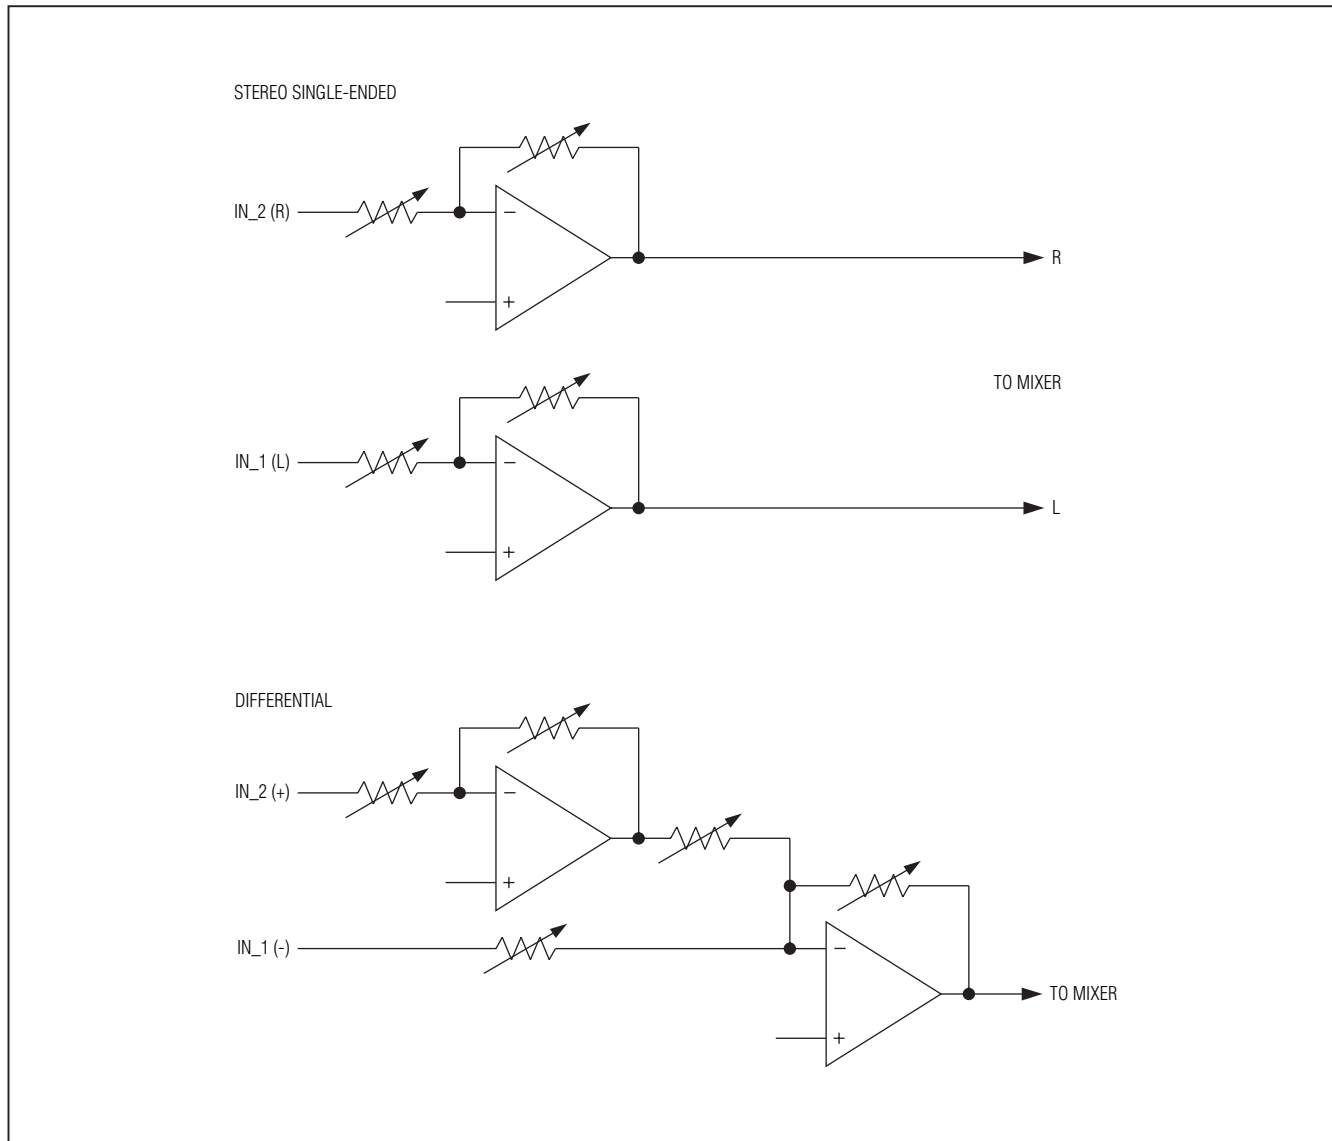 STEREO SINGLE-ENDED
IN_2 (R)
−
+
R
TO MIXER
IN_1 (L)
−
+
L
DIFFERENTIAL
IN_2 (+)
−
+
IN_1 (-)
−
+
TO MIXER